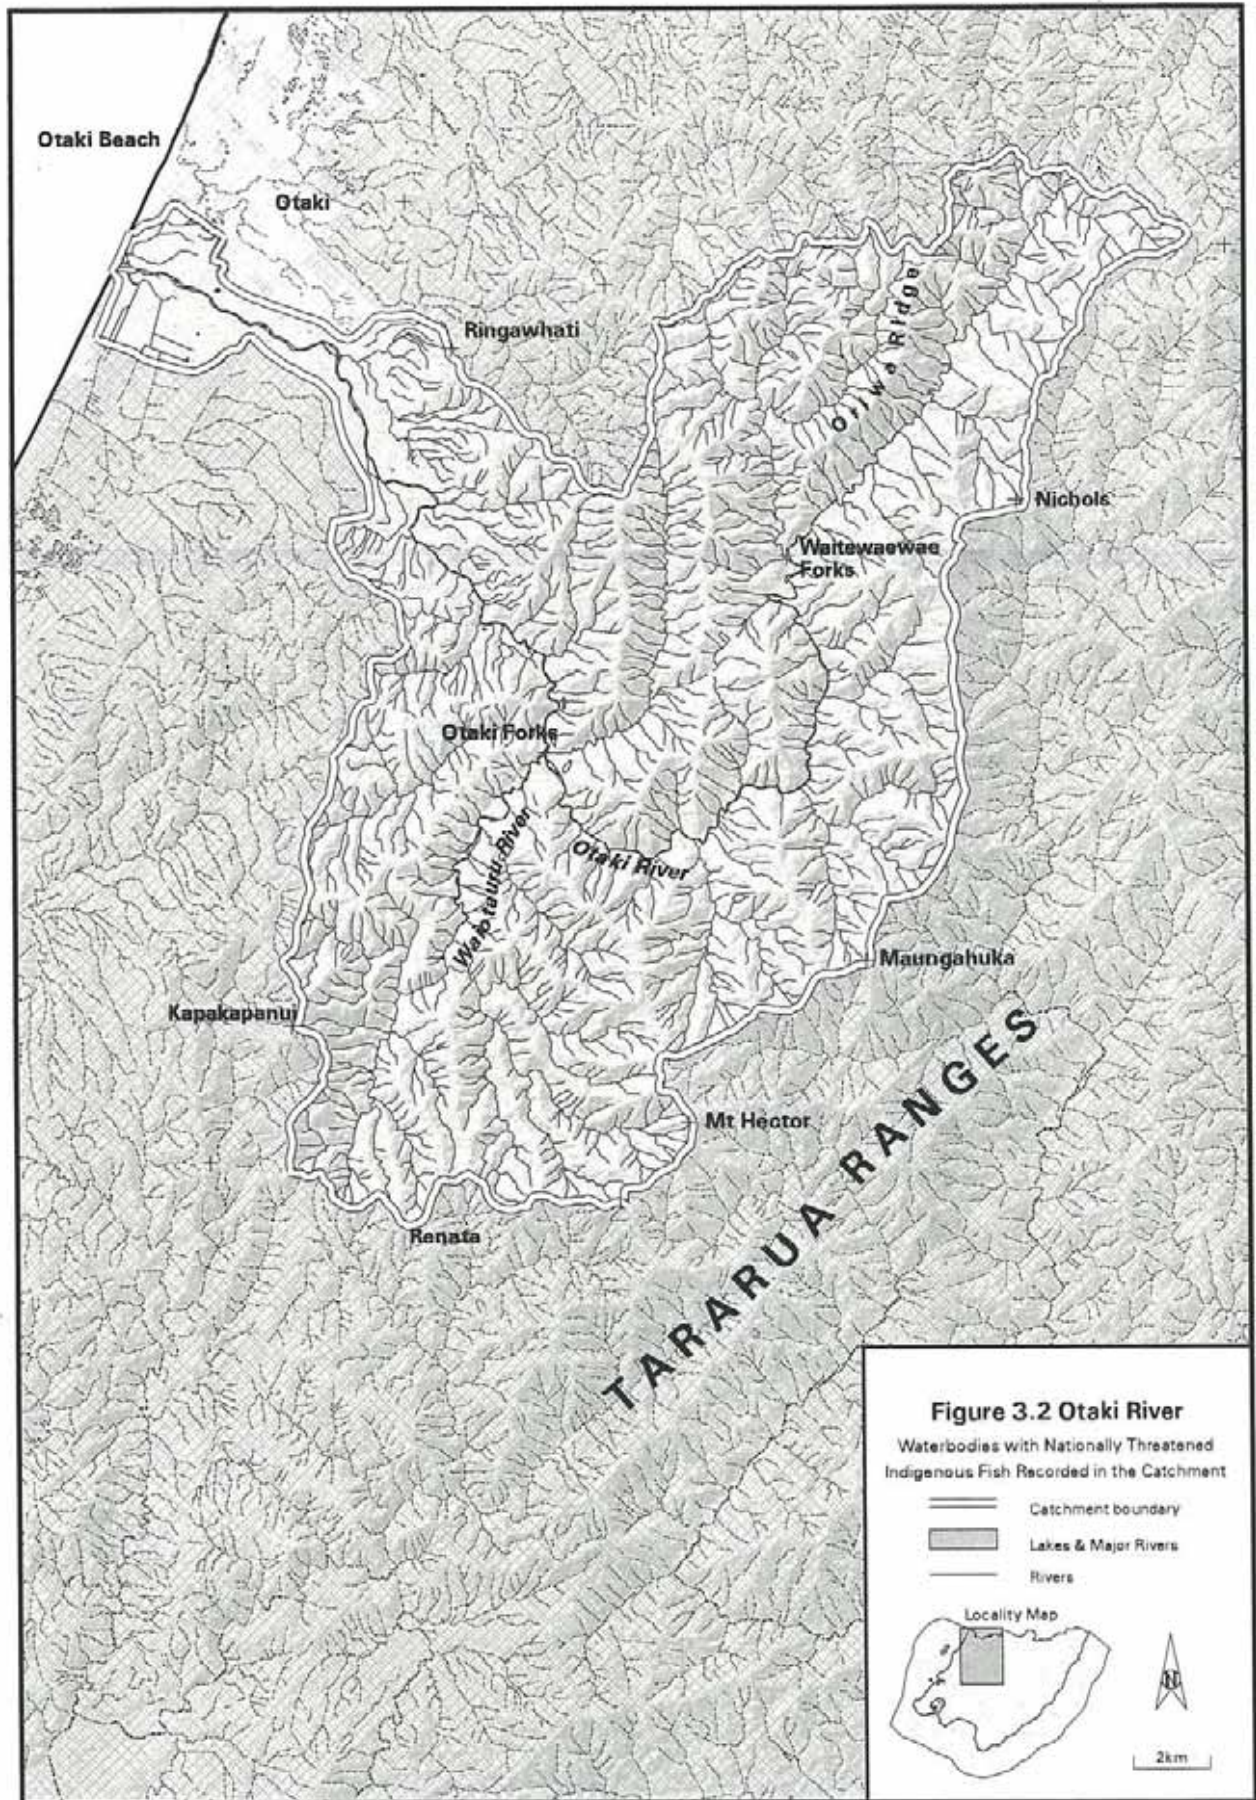 Otaki Beach
Otaki
Ringawhati
Oriwa Ridge
Nichols
Waitewaewae
Forks
Otaki Forks
Waiotauru River
Otaki River
Maungahuka
Kapakapanui
Mt Hector
Renata
TARARUA RANGES
Figure 3.2 Otaki River
Waterbodies with Nationally Threatened
Indigenous Fish Recorded in the Catchment
Catchment boundary
Lakes & Major Rivers
Rivers
Locality Map
N
2km